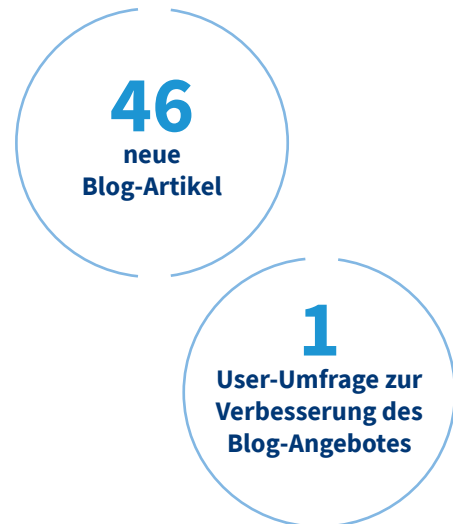 46
neue
Blog-Artikel
1
User-Umfrage zur
Verbesserung des
Blog-Angebotes